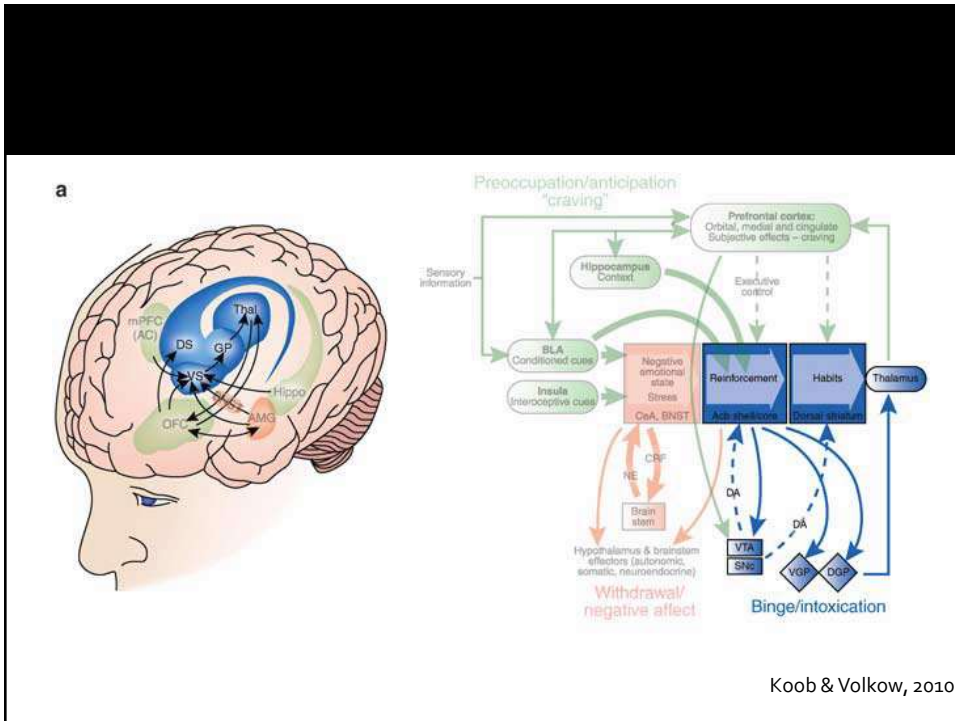 a
mPFC
(AC)
DS
GP
Thal
VS
BNST
Hippo
OFC
AMG
Preoccupation/anticipation
"craving"
Prefrontal cortex:
Orbital, medial and cingulate
Subjective effects – craving
Sensory
information
Hippocampus
Context
Executive
control
BLA
Conditioned cues
Insula
Interoceptive cues
Negative
emotional
state
Stress
CeA, BNST
Reinforcement
Acb shell/core
Habits
Dorsal striatum
Thalamus
NE
CRF
Brain
stem
DA
DA
VTA
SNc
VGP
DGP
Hypothalamus & brainstem
effectors (autonomic,
somatic, neuroendocrine)
Withdrawal/
negative affect
Binge/intoxication
Koob & Volkow, 2010